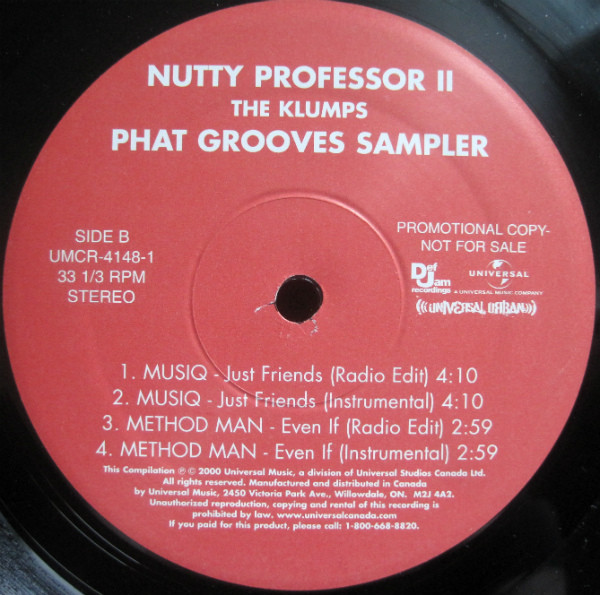 NUTTY PROFESSOR II
THE KLUMPS
PHAT GROOVES SAMPLER
SIDE B
UMCR-4148-1
33 1/3 RPM
STEREO
PROMOTIONAL COPY-
NOT FOR SALE
Def Jam
recordings
UNIVERSAL
A UNIVERSAL MUSIC COMPANY
UNIVERSAL URBAN
1. MUSIQ - Just Friends (Radio Edit) 4:10
2. MUSIQ - Just Friends (Instrumental) 4:10
3. METHOD MAN - Even If (Radio Edit) 2:59
4. METHOD MAN - Even If (Instrumental) 2:59
This Compilation ℗ © 2000 Universal Music, a division of Universal Studios Canada Ltd.
All rights reserved. Manufactured and distributed in Canada
by Universal Music, 2450 Victoria Park Ave., Willowdale, ON. M2J 4A2.
Unauthorized reproduction, copying and rental of this recording is
prohibited by law. www.universalcanada.com
If you paid for this product, please call: 1-800-668-8820.